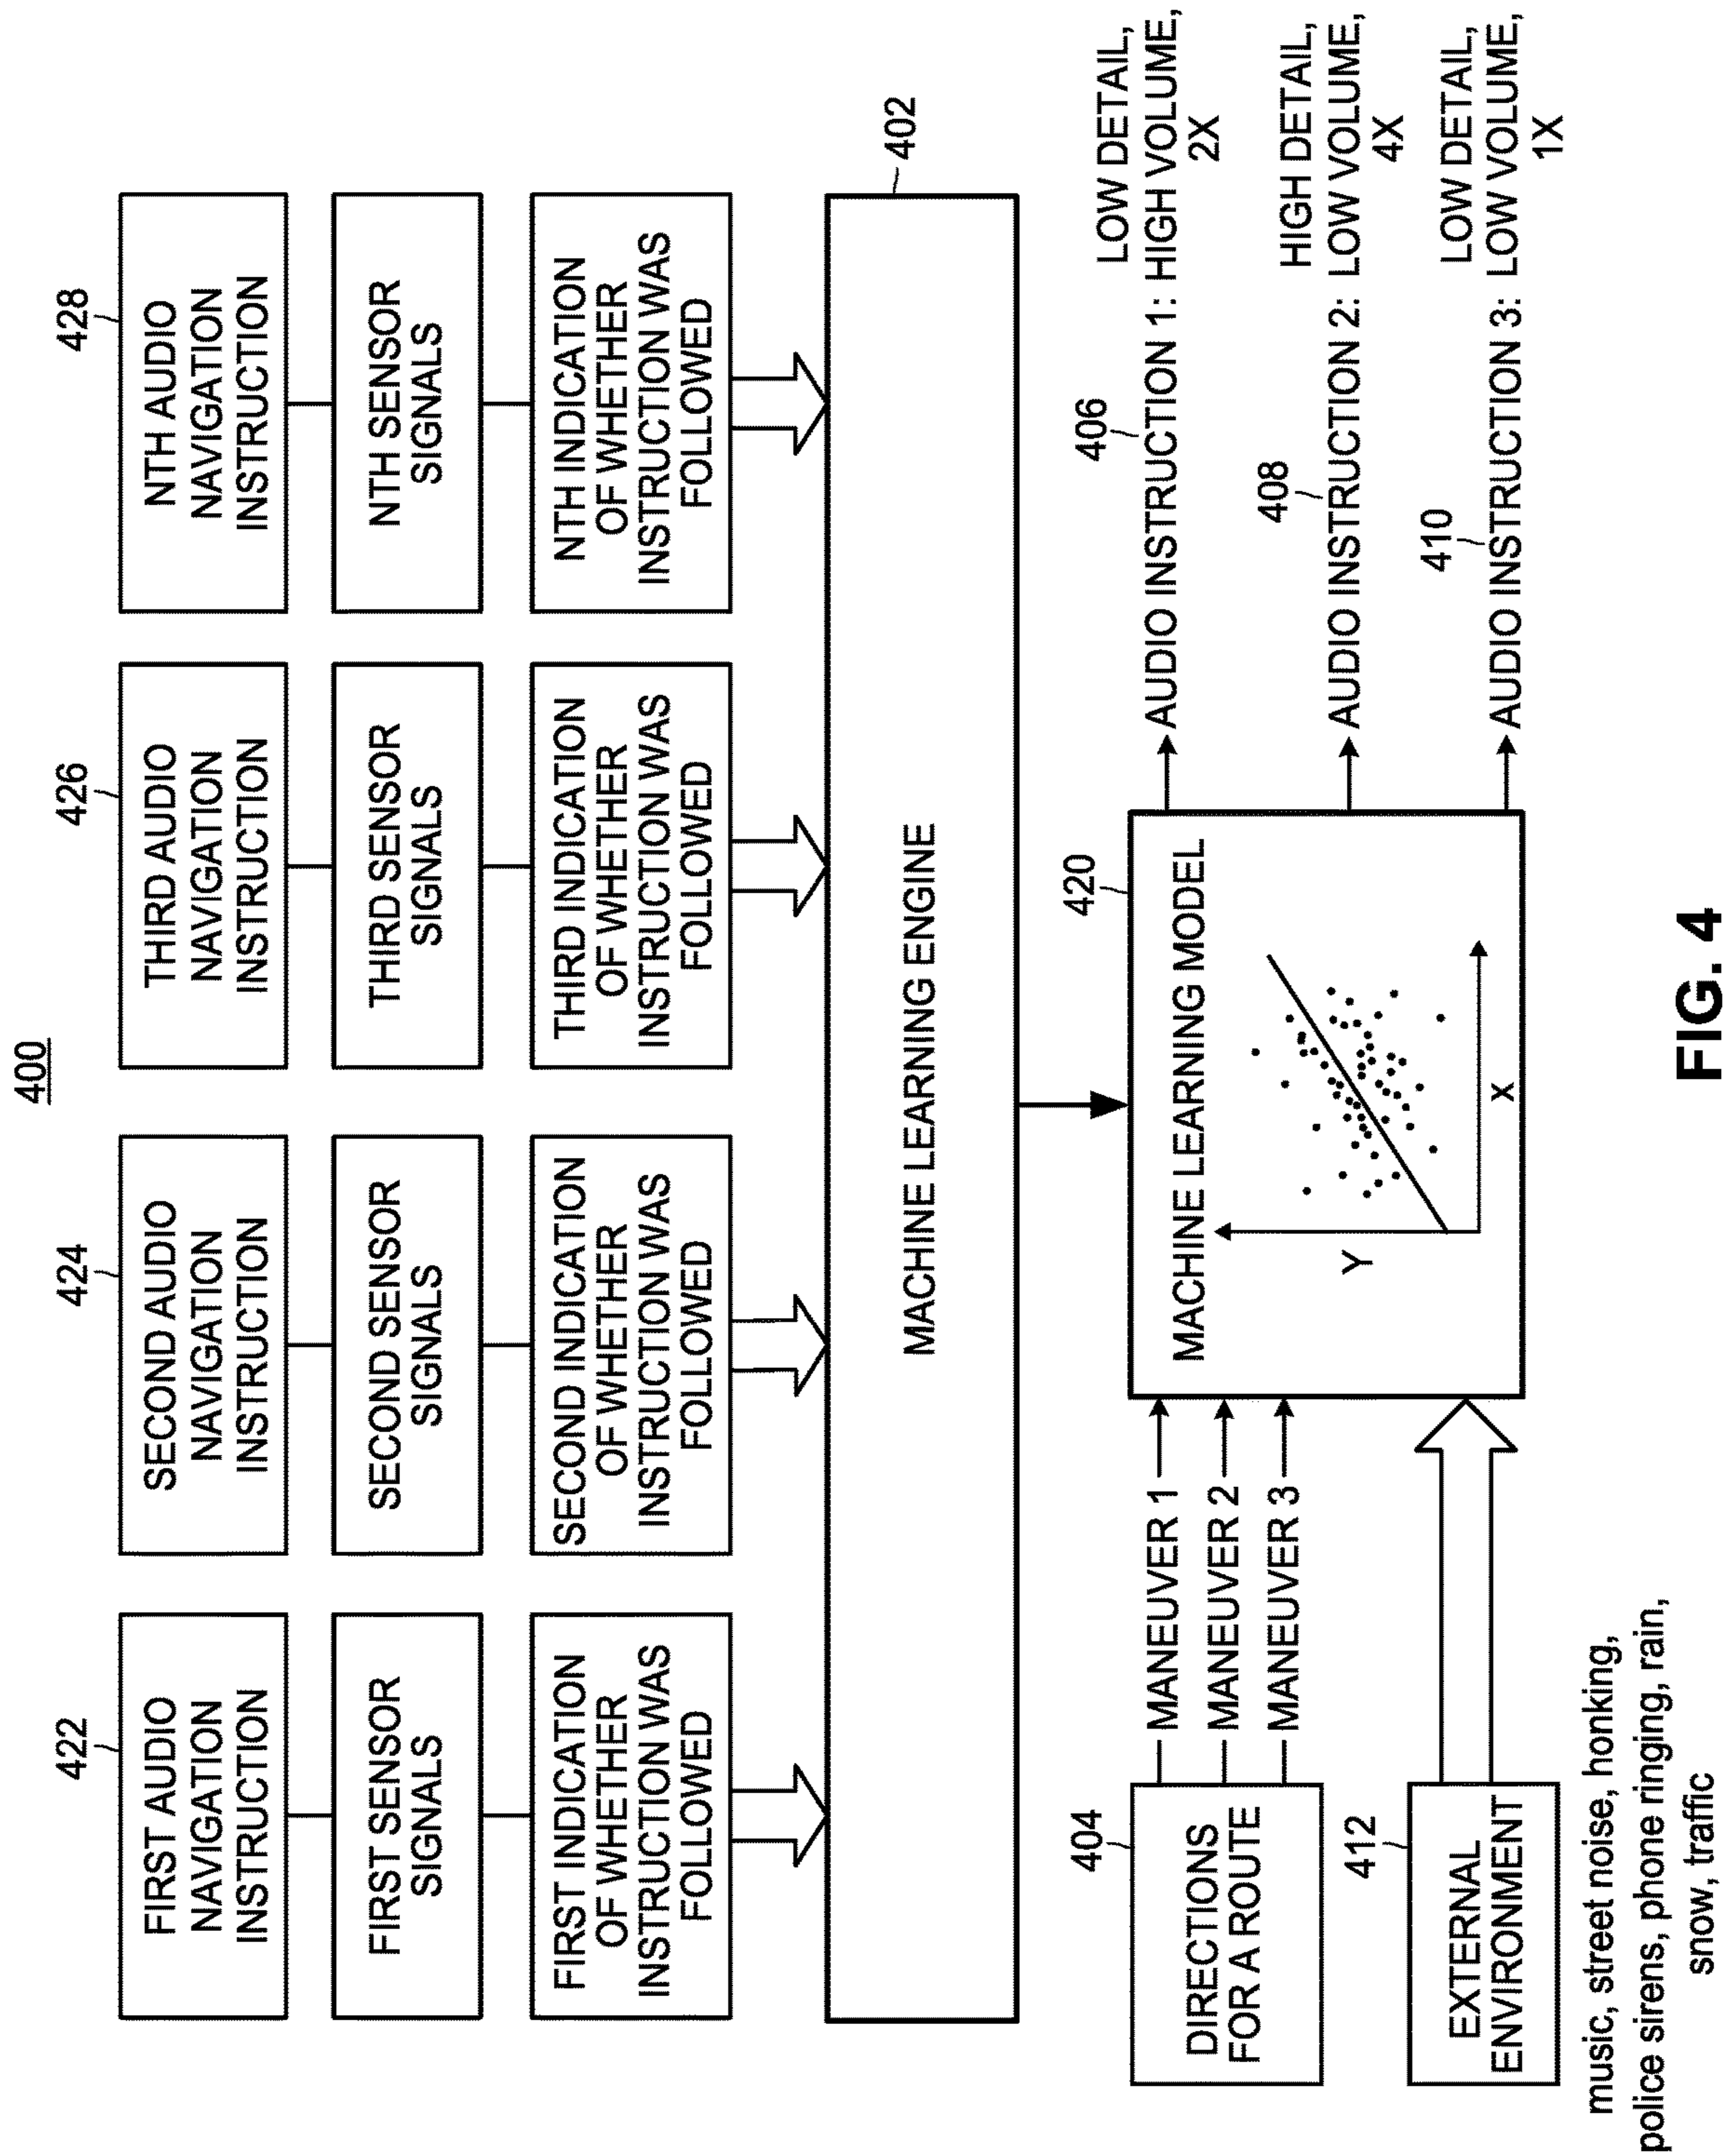 400
422
FIRST AUDIO
NAVIGATION
INSTRUCTION
FIRST SENSOR
SIGNALS
FIRST INDICATION
OF WHETHER
INSTRUCTION WAS
FOLLOWED
424
SECOND AUDIO
NAVIGATION
INSTRUCTION
SECOND SENSOR
SIGNALS
SECOND INDICATION
OF WHETHER
INSTRUCTION WAS
FOLLOWED
426
THIRD AUDIO
NAVIGATION
INSTRUCTION
THIRD SENSOR
SIGNALS
THIRD INDICATION
OF WHETHER
INSTRUCTION WAS
FOLLOWED
428
NTH AUDIO
NAVIGATION
INSTRUCTION
NTH SENSOR
SIGNALS
NTH INDICATION
OF WHETHER
INSTRUCTION WAS
FOLLOWED
402
MACHINE LEARNING ENGINE
404
DIRECTIONS
FOR A ROUTE
MANEUVER 1
MANEUVER 2
MANEUVER 3
412
EXTERNAL
ENVIRONMENT
music, street noise, honking,
police sirens, phone ringing, rain,
snow, traffic
420
MACHINE LEARNING MODEL
Y
X
406
LOW DETAIL,
AUDIO INSTRUCTION 1: HIGH VOLUME,
2X
408
HIGH DETAIL,
AUDIO INSTRUCTION 2: LOW VOLUME,
4X
410
LOW DETAIL,
AUDIO INSTRUCTION 3: LOW VOLUME,
1X
FIG. 4